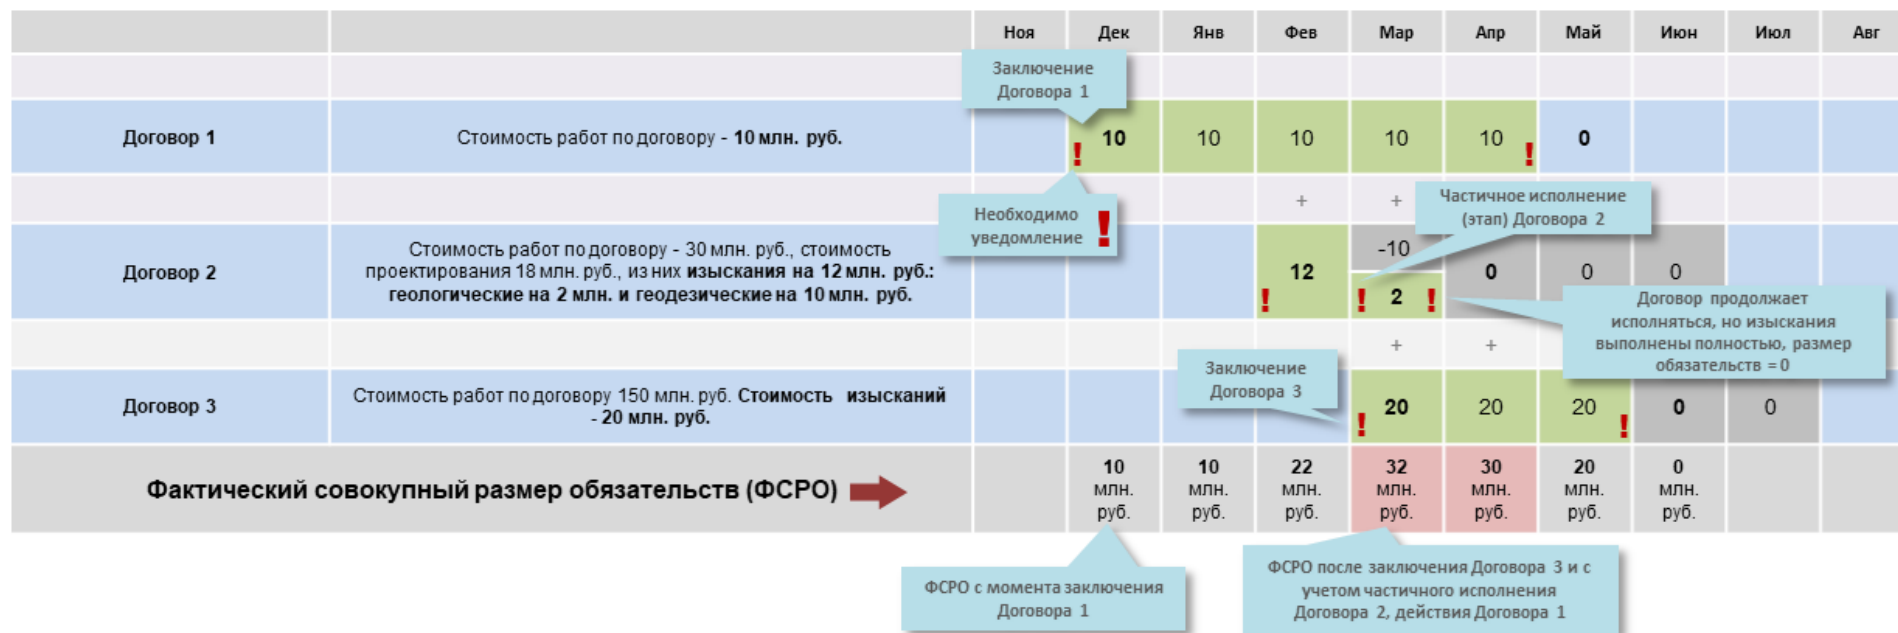 Ноя Дек Янв Фев Мар Апр Май Июн Июл Авг
Заключение
Договора 1
Договор 1
Стоимость работ по договору - 10 млн. руб.
! 10 10 10 10 10 ! 0
Необходимо
уведомление !
+ +
Частичное исполнение
(этап) Договора 2
Договор 2
Стоимость работ по договору - 30 млн. руб., стоимость
проектирования 18 млн. руб., из них изыскания на 12 млн. руб.:
геологические на 2 млн. и геодезические на 10 млн. руб.
-10
! 12 ! 2 ! 0 0 0
Договор продолжает
исполняться, но изыскания
выполнены полностью, размер
обязательств = 0
+ +
Заключение
Договора 3
Договор 3
Стоимость работ по договору 150 млн. руб. Стоимость изысканий
- 20 млн. руб.
! 20 20 20 ! 0 0
Фактический совокупный размер обязательств (ФСРО)
10 10 22 32 30 20 0
млн. млн. млн. млн. млн. млн. млн.
руб. руб. руб. руб. руб. руб. руб.
ФСРО с момента заключения
Договора 1
ФСРО после заключения Договора 3 и с
учетом частичного исполнения
Договора 2, действия Договора 1